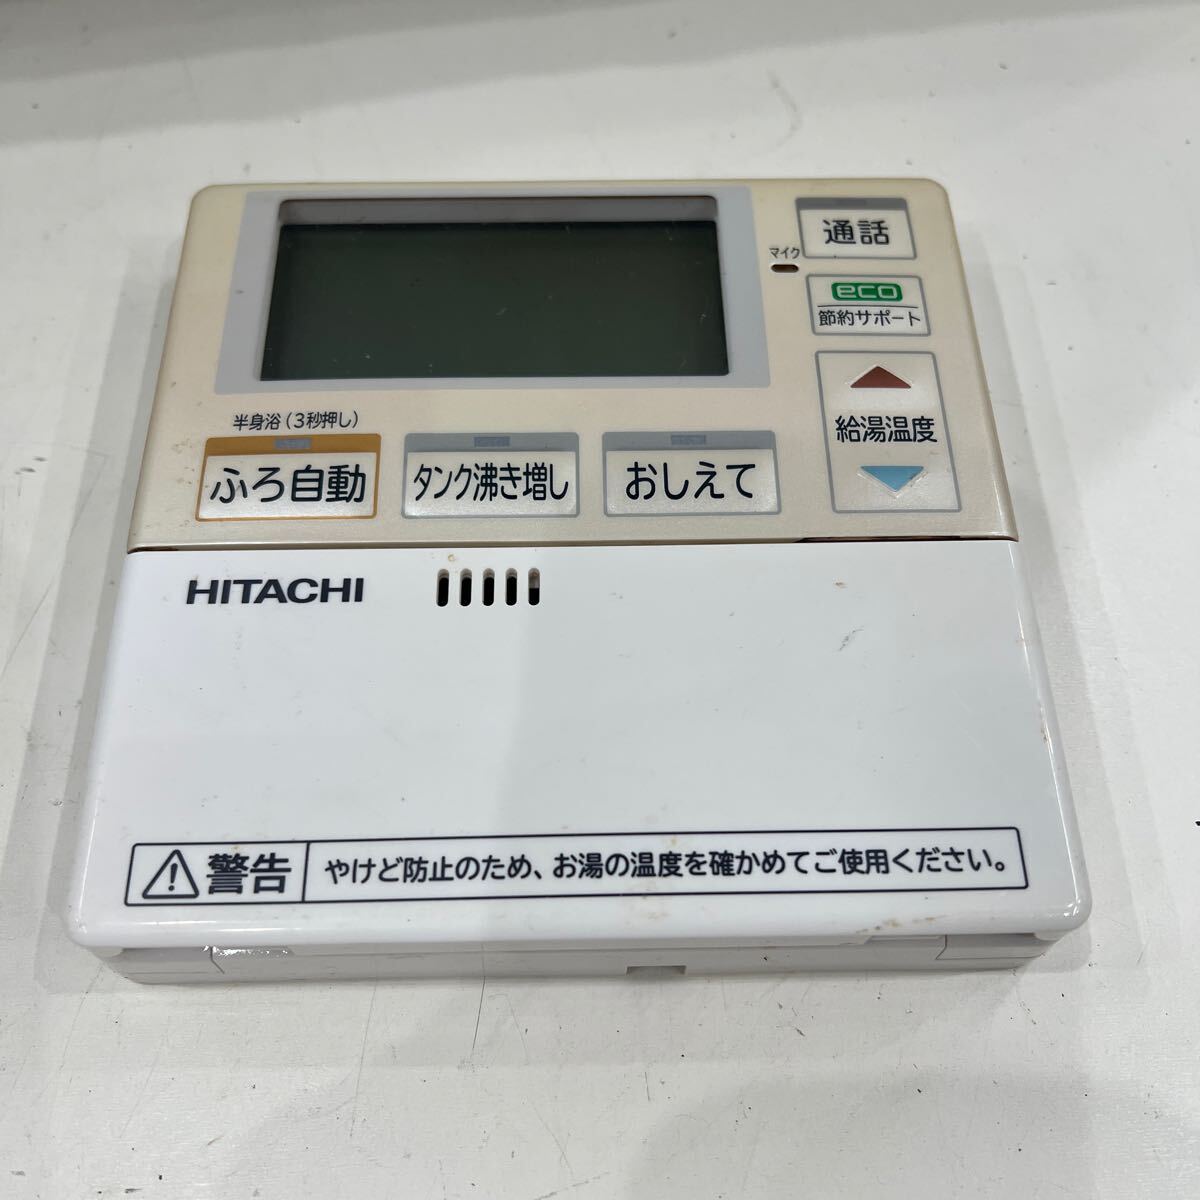 通話
マイク
eco
節約サポート
給湯温度
半身浴(3秒押し)
ふろ自動
タンク沸き増し
おしえて
HITACHI
警告
やけど防止のため、お湯の温度を確かめてご使用ください。